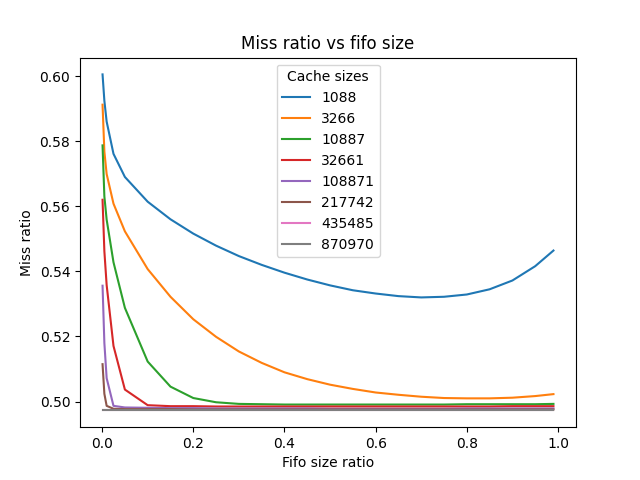 Miss ratio vs fifo size
Cache sizes
1088
3266
10887
32661
108871
217742
435485
870970
0.60
0.58
0.56
0.54
0.52
0.50
Miss ratio
0.0 0.2 0.4 0.6 0.8 1.0
Fifo size ratio